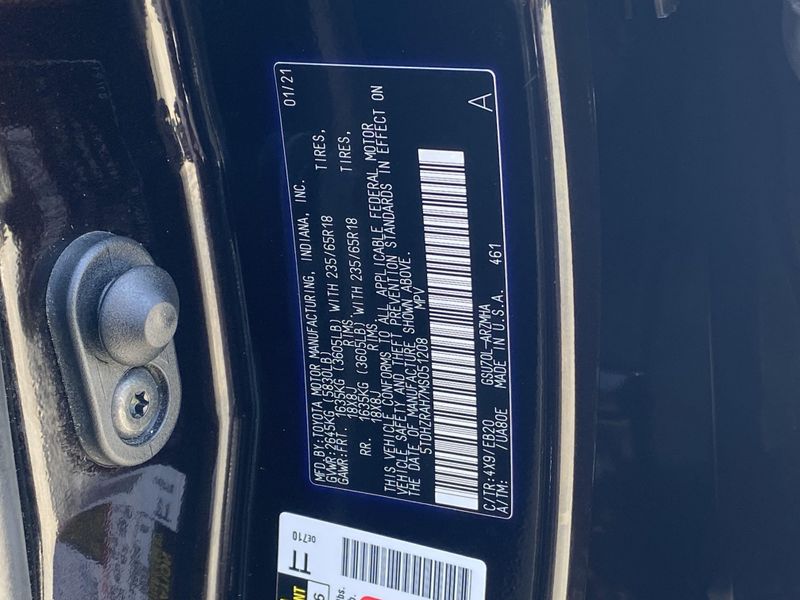 MFD.BY:TOYOTA MOTOR MANUFACTURING, INDIANA, INC. 01/21
GVWR:2645KG (5830LB)
GAWR:FRT. 1635KG (3605LB) WITH 235/65R18 TIRES,
18X8J RIMS,
RR. 1635KG (3605LB) WITH 235/65R18 TIRES,
18X8J RIMS
THIS VEHICLE CONFORMS TO ALL APPLICABLE FEDERAL MOTOR
VEHICLE SAFETY AND THEFT PREVENTION STANDARDS IN EFFECT ON
THE DATE OF MANUFACTURE SHOWN ABOVE.
5TDHZRAH7MS051208 MPV
C/TR:4X9/EB20 GSU70L-ARZMHA 461
A/TM: /UA80E MADE IN U.S.A. A
0E710
TT